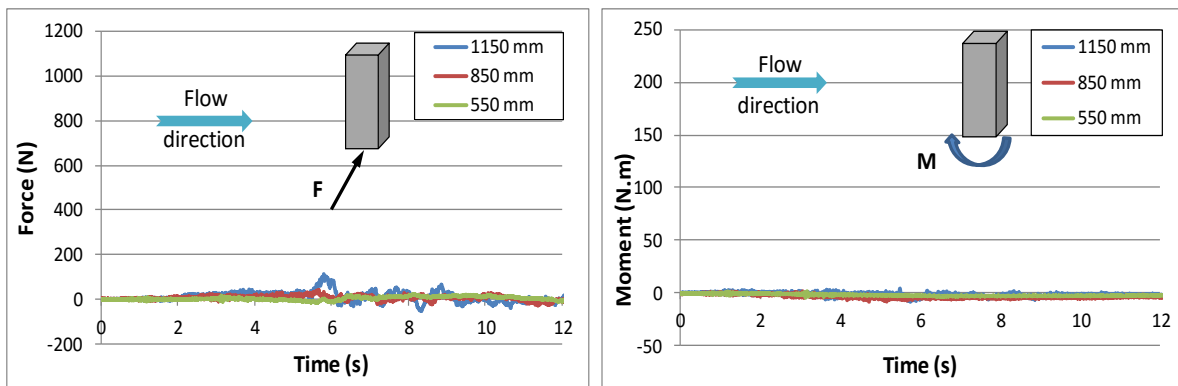 1200
1000
800
600
400
200
0
-200
Force (N)
0 2 4 6 8 10 12
Time (s)
Flow
direction
F
1150 mm
850 mm
550 mm
250
200
150
100
50
0
-50
Moment (N.m)
0 2 4 6 8 10 12
Time (s)
Flow
direction
M
1150 mm
850 mm
550 mm